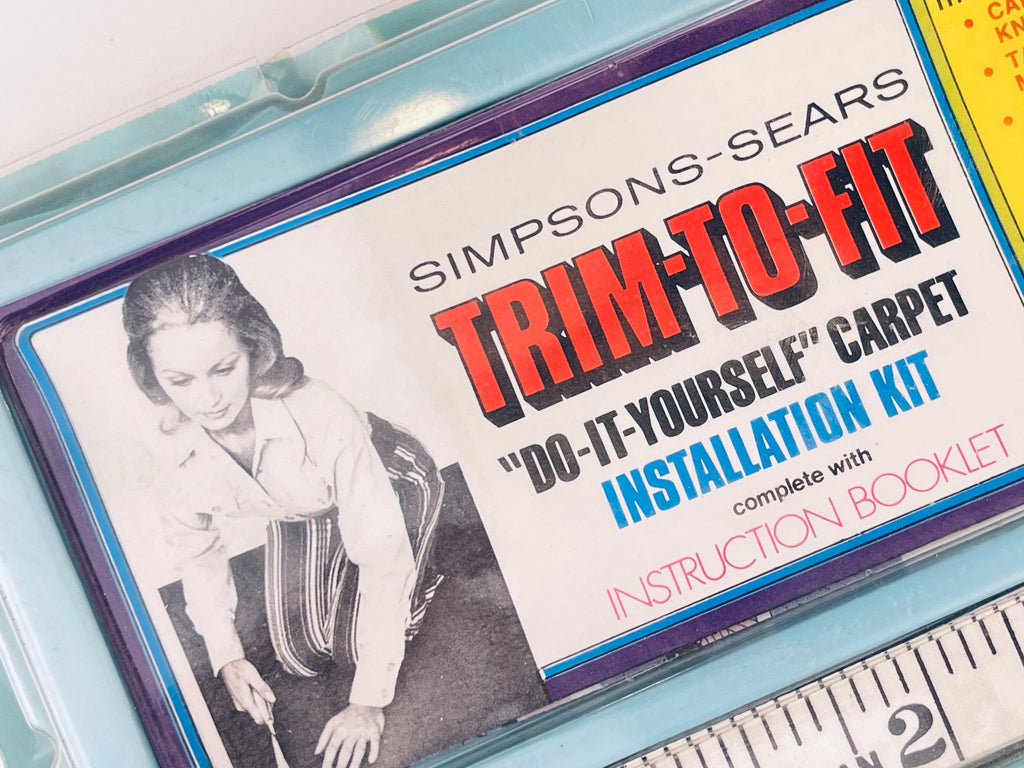 SIMPSONS-SEARS
TRIM-TO-FIT
"DO-IT-YOURSELF" CARPET
INSTALLATION KIT
complete with
INSTRUCTION BOOKLET
2